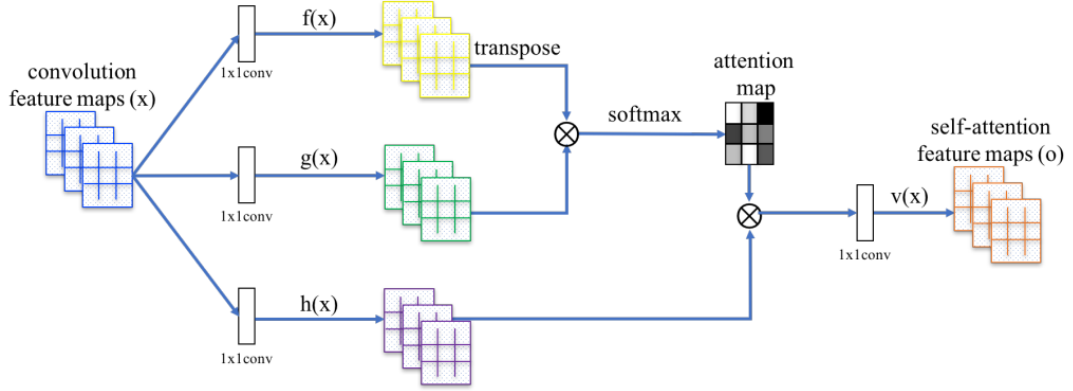 convolution
feature maps (x)
f(x)
1x1conv
transpose
g(x)
1x1conv
h(x)
1x1conv
softmax
attention
map
v(x)
1x1conv
self-attention
feature maps (o)